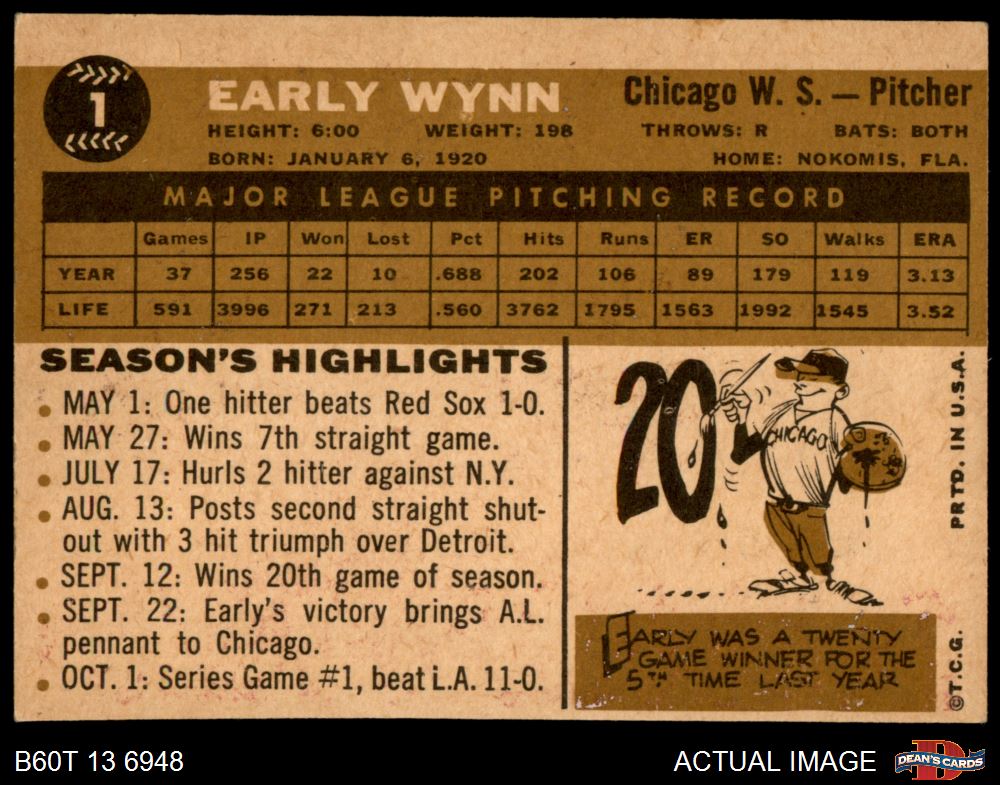 1
EARLY WYNN
Chicago W. S. — Pitcher
HEIGHT: 6:00 WEIGHT: 198 THROWS: R BATS: BOTH
BORN: JANUARY 6, 1920 HOME: NOKOMIS, FLA.
MAJOR LEAGUE PITCHING RECORD
Games IP Won Lost Pct Hits Runs ER SO Walks ERA
YEAR 37 256 22 10 .688 202 106 89 179 119 3.13
LIFE 591 3996 271 213 .560 3762 1795 1563 1992 1545 3.52
SEASON'S HIGHLIGHTS
• MAY 1: One hitter beats Red Sox 1-0.
• MAY 27: Wins 7th straight game.
• JULY 17: Hurls 2 hitter against N.Y.
• AUG. 13: Posts second straight shut-
out with 3 hit triumph over Detroit.
• SEPT. 12: Wins 20th game of season.
• SEPT. 22: Early's victory brings A.L.
pennant to Chicago.
• OCT. 1: Series Game #1, beat L.A. 11-0.
20
CHICAGO
EARLY WAS A TWENTY
GAME WINNER FOR THE
5TH TIME LAST YEAR
PRTD. IN U.S.A.
©T.C.G.
B60T 13 6948
ACTUAL IMAGE
D
DEAN'S CARDS